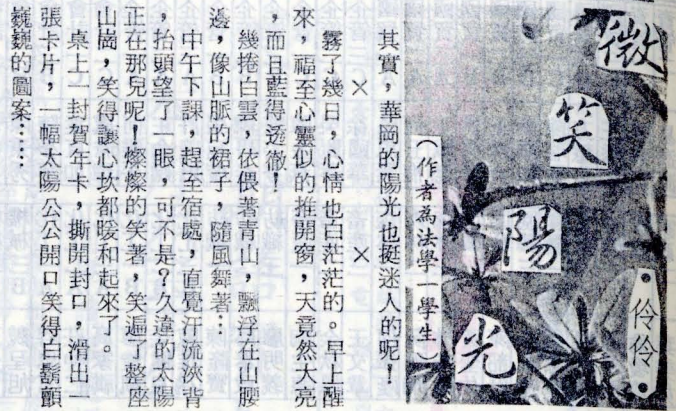 微笑陽光
伶伶
（作者為法學一學生）
其實，華岡的陽光也挺迷人的呢！
× ×
霧了幾日，心情也白茫茫的。早上醒
來，福至心靈似的推開窗，天竟然大亮
，而且藍得透徹！
幾捲白雲，依偎著青山，飄浮在山腰
邊，像山脈的裙子，隨風舞著…
中午下課，趕至宿處，直覺汗流浹背
，抬頭望了一眼，可不是？久違的太陽
正在那兒呢！燦燦的笑著，笑遍了整座
山崗，笑得讓心坎都暖和起來了。
桌上一封賀年卡，撕開封口，滑出一
張卡片，一幅太陽公公開口笑得白鬍顫
巍巍的圖案……